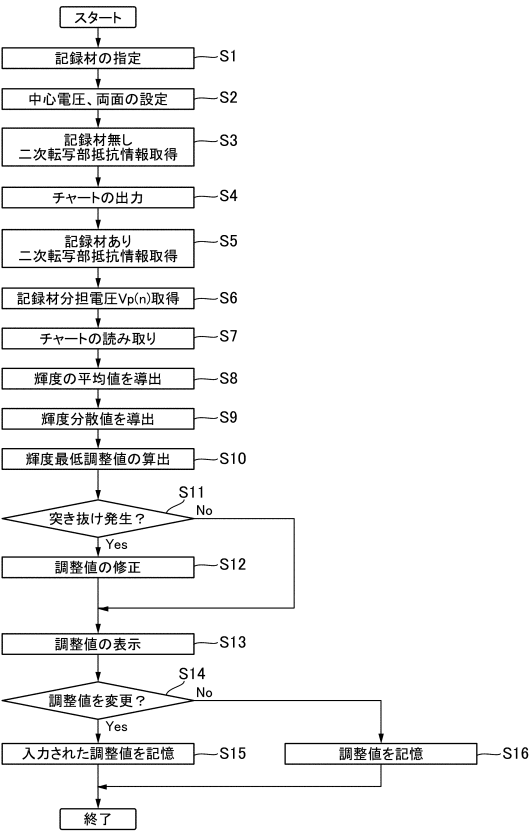 スタート
記録材の指定
S1
中心電圧、両面の設定
S2
記録材無し
二次転写部抵抗情報取得
S3
チャートの出力
S4
記録材あり
二次転写部抵抗情報取得
S5
記録材分担電圧Vp(n)取得
S6
チャートの読み取り
S7
輝度の平均値を導出
S8
輝度分散値を導出
S9
輝度最低調整値の算出
S10
突き抜け発生？
S11
No
Yes
調整値の修正
S12
調整値の表示
S13
調整値を変更？
S14
No
Yes
入力された調整値を記憶
S15
調整値を記憶
S16
終了